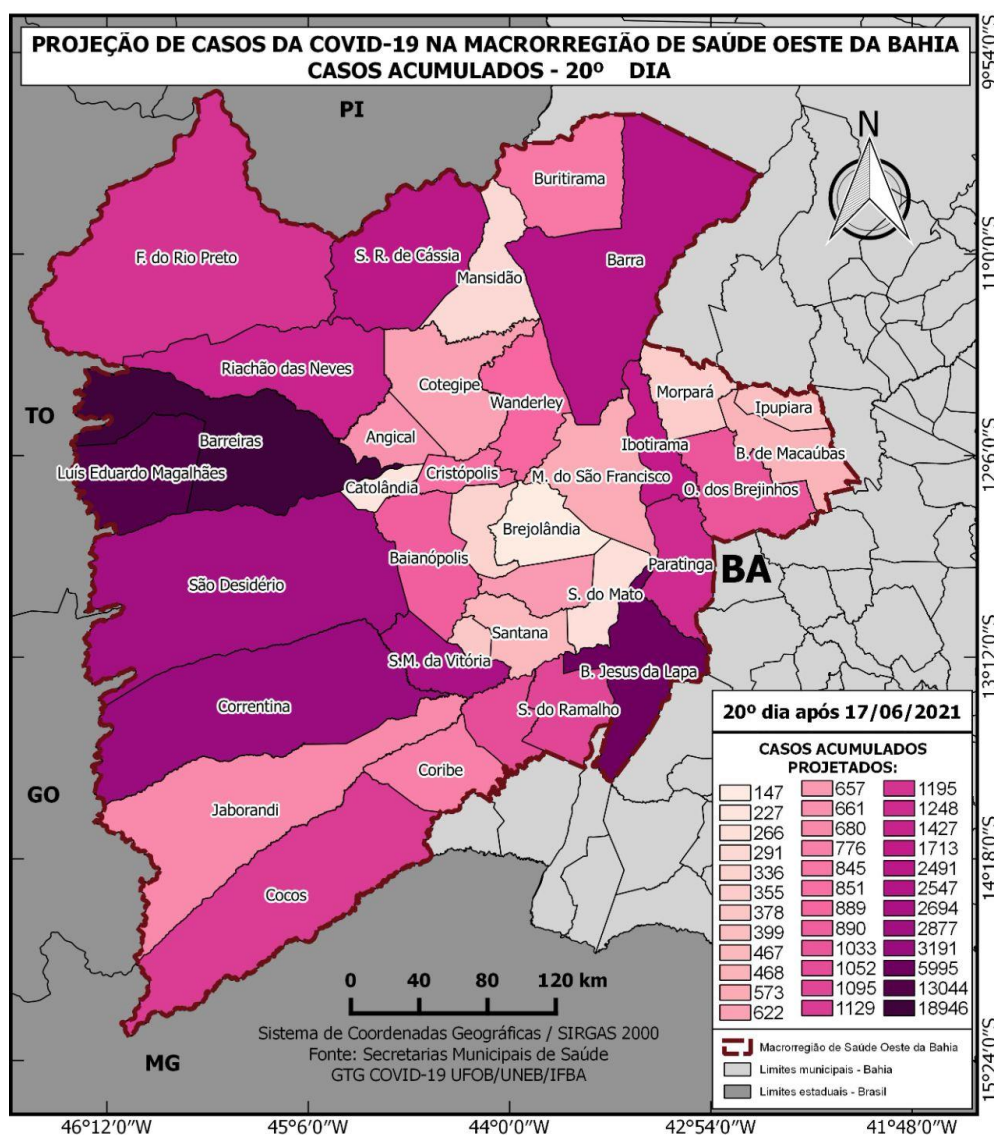 PROJEÇÃO DE CASOS DA COVID-19 NA MACRORREGIÃO DE SAÚDE OESTE DA BAHIA
CASOS ACUMULADOS - 20º DIA
9°54'0"S
11°0'0"S
12°6'0"S
13°12'0"S
14°18'0"S
15°24'0"S
PI
N
Buritirama
F. do Rio Preto
S. R. de Cássia
Barra
Mansidão
Riachão das Neves
Cotegipe
Wanderley
Morpará
Ipupiara
TO
Angical
Ibotirama
Barreiras
B. de Macaúbas
Luís Eduardo Magalhães
Cristópolis
M. do São Francisco
Catolândia
O. dos Brejinhos
Brejolândia
Baianópolis
Paratinga
BA
São Desidério
S. do Mato
Santana
S.M. da Vitória
B. Jesus da Lapa
Correntina
S. do Ramalho
Coribe
GO
Jaborandi
Cocos
MG
0 40 80 120 km
Sistema de Coordenadas Geográficas / SIRGAS 2000
Fonte: Secretarias Municipais de Saúde
GTG COVID-19 UFOB/UNEB/IFBA
20º dia após 17/06/2021
CASOS ACUMULADOS
PROJETADOS:
147
227
266
291
336
355
378
399
467
468
573
622
657
661
680
776
845
851
889
890
1033
1052
1095
1129
1195
1248
1427
1713
2491
2547
2694
2877
3191
5995
13044
18946
Macrorregião de Saúde Oeste da Bahia
Limites municipais - Bahia
Limites estaduais - Brasil
46°12'0"W
45°6'0"W
44°0'0"W
42°54'0"W
41°48'0"W